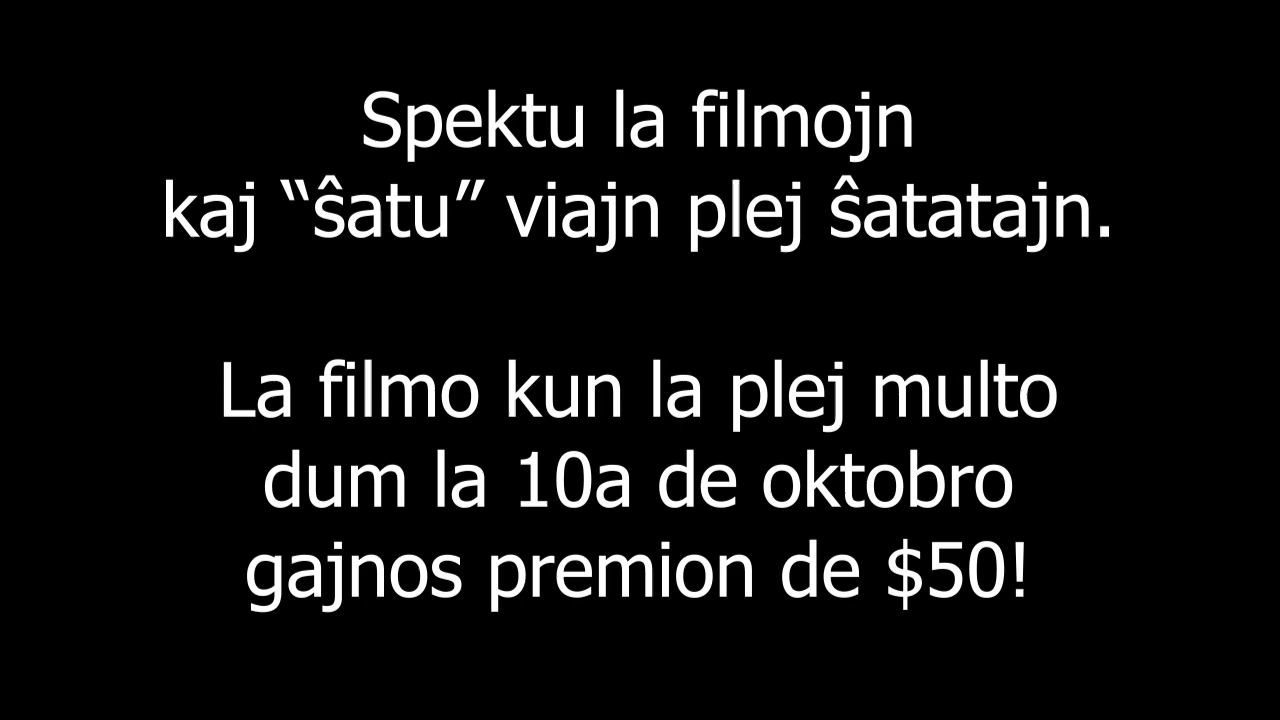 Spektu la filmojn
kaj “ŝatu” viajn plej ŝatatajn.
La filmo kun la plej multo
dum la 10a de oktobro
gajnos premion de $50!